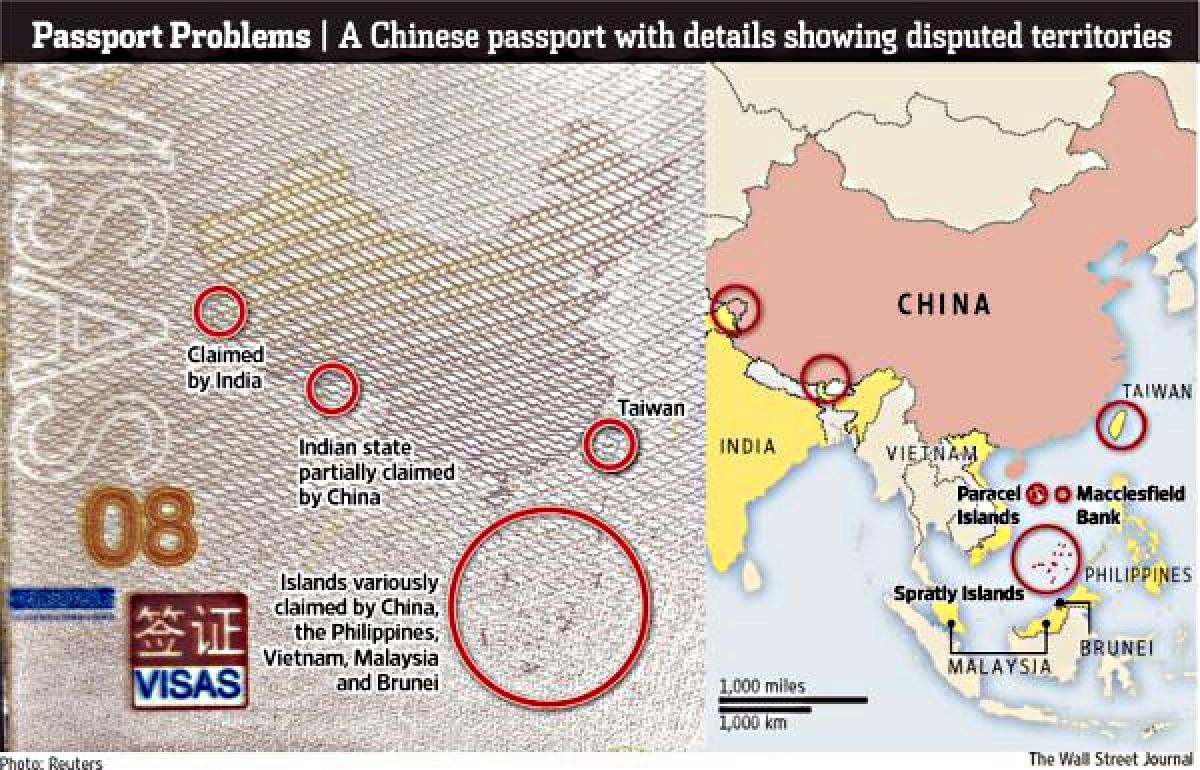 Passport Problems | A Chinese passport with details showing disputed territories
VISAS
Claimed
by India
Indian state
partially claimed
by China
Taiwan
08
Islands variously
claimed by China,
the Philippines,
Vietnam, Malaysia
and Brunei
签证
VISAS
CHINA
TAIWAN
INDIA
VIETNAM
Paracel
Islands
Macclesfield
Bank
PHILIPPINES
Spratly Islands
BRUNEI
MALAYSIA
1,000 miles
1,000 km
Photo: Reuters
The Wall Street Journal